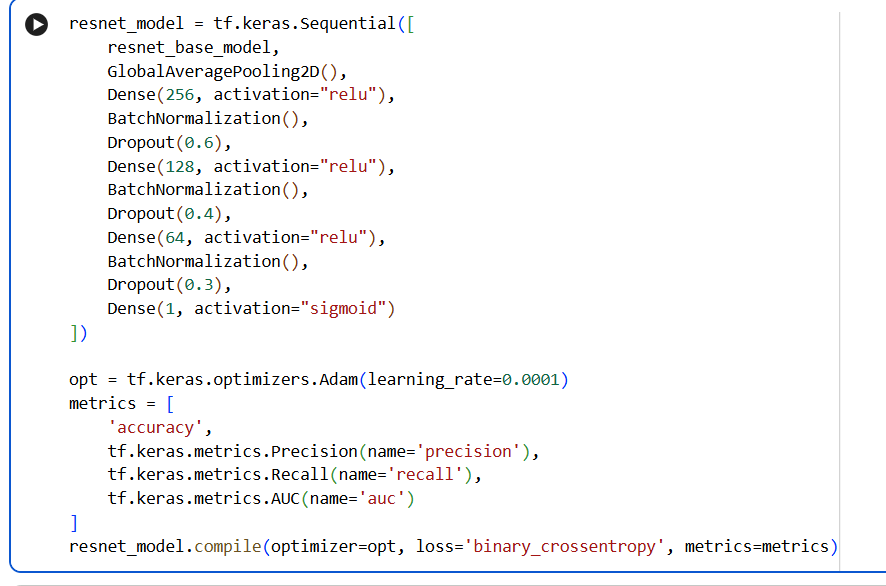 resnet_model = tf.keras.Sequential([
    resnet_base_model,
    GlobalAveragePooling2D(),
    Dense(256, activation="relu"),
    BatchNormalization(),
    Dropout(0.6),
    Dense(128, activation="relu"),
    BatchNormalization(),
    Dropout(0.4),
    Dense(64, activation="relu"),
    BatchNormalization(),
    Dropout(0.3),
    Dense(1, activation="sigmoid")
])

opt = tf.keras.optimizers.Adam(learning_rate=0.0001)
metrics = [
    'accuracy',
    tf.keras.metrics.Precision(name='precision'),
    tf.keras.metrics.Recall(name='recall'),
    tf.keras.metrics.AUC(name='auc')
]
resnet_model.compile(optimizer=opt, loss='binary_crossentropy', metrics=metrics)